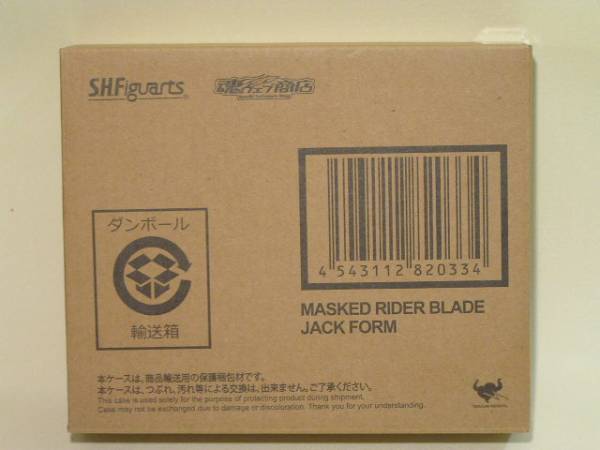 S.H.Figuarts
魂ウェブ商店
4 543112 820334
MASKED RIDER BLADE
JACK FORM
ダンボール
輸送箱
本ケースは、商品輸送用の保護梱包材です。
本ケースは、つぶれ、汚れ等による交換は、出来ません。ご了承ください。
This case is used solely for the purpose of protecting product during shipment.
Case may not be exchanged due to damage or discoloration. Thank you for your understanding.